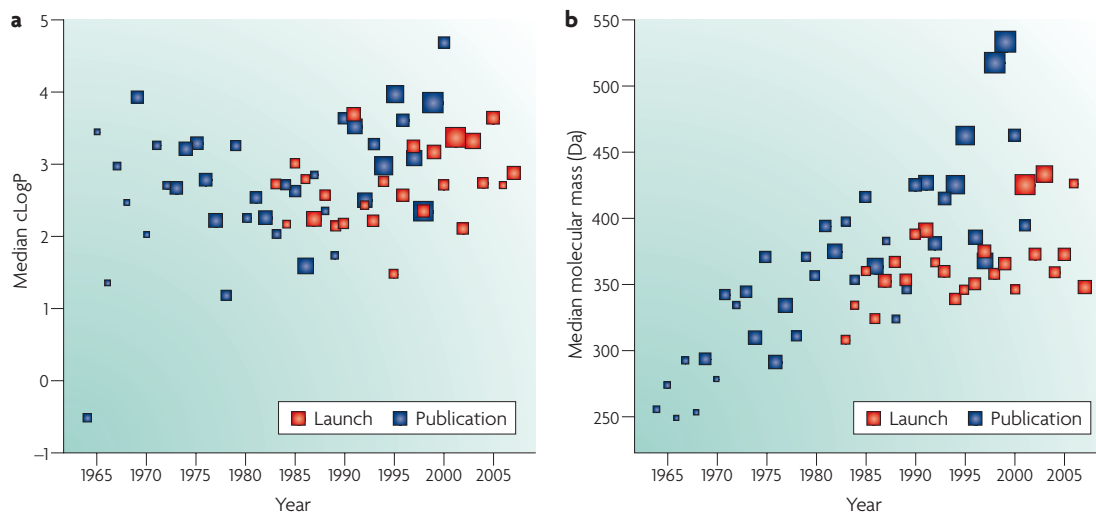 a
Median cLogP
5
4
3
2
1
0
–1
1965 1970 1975 1980 1985 1990 1995 2000 2005
Year
Launch Publication
b
Median molecular mass (Da)
550
500
450
400
350
300
250
1965 1970 1975 1980 1985 1990 1995 2000 2005
Year
Launch Publication